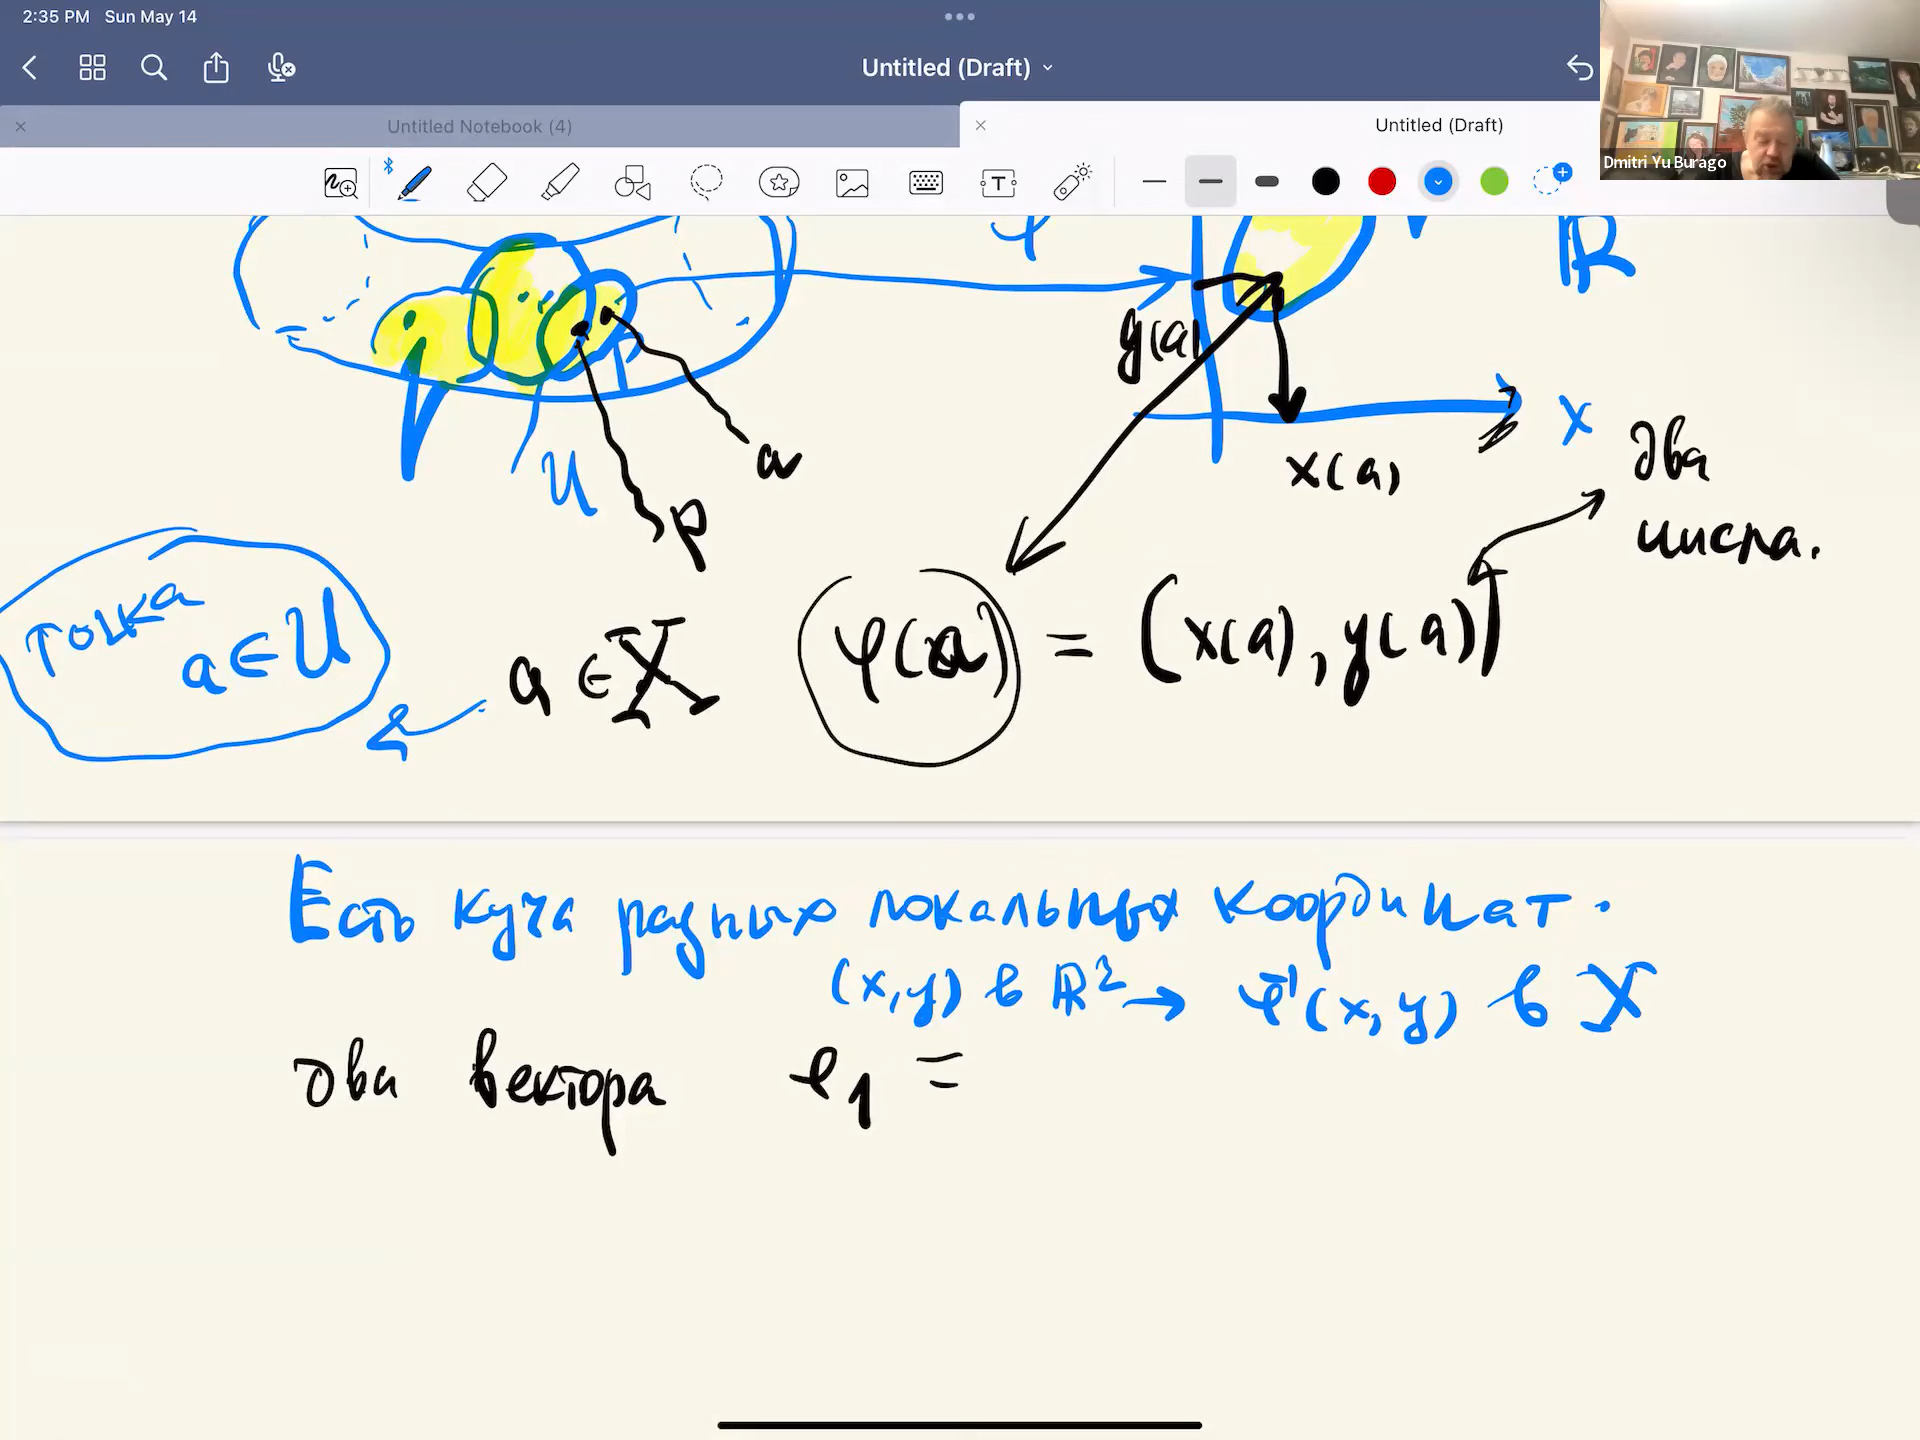 2:35 PM Sun May 14
Untitled (Draft)
Untitled Notebook (4)
Untitled (Draft)
Dmitri Yu Burago
T
φ
R
y(a)
x
два
x(a)
числа.
a
U
p
точка
a ∈ U
a ∈ X
φ(a) = (x(a), y(a))
Есть куча разных локальных координат.
(x,y) в R² → φ⁻¹(x,y) в X
два вектора e₁ =